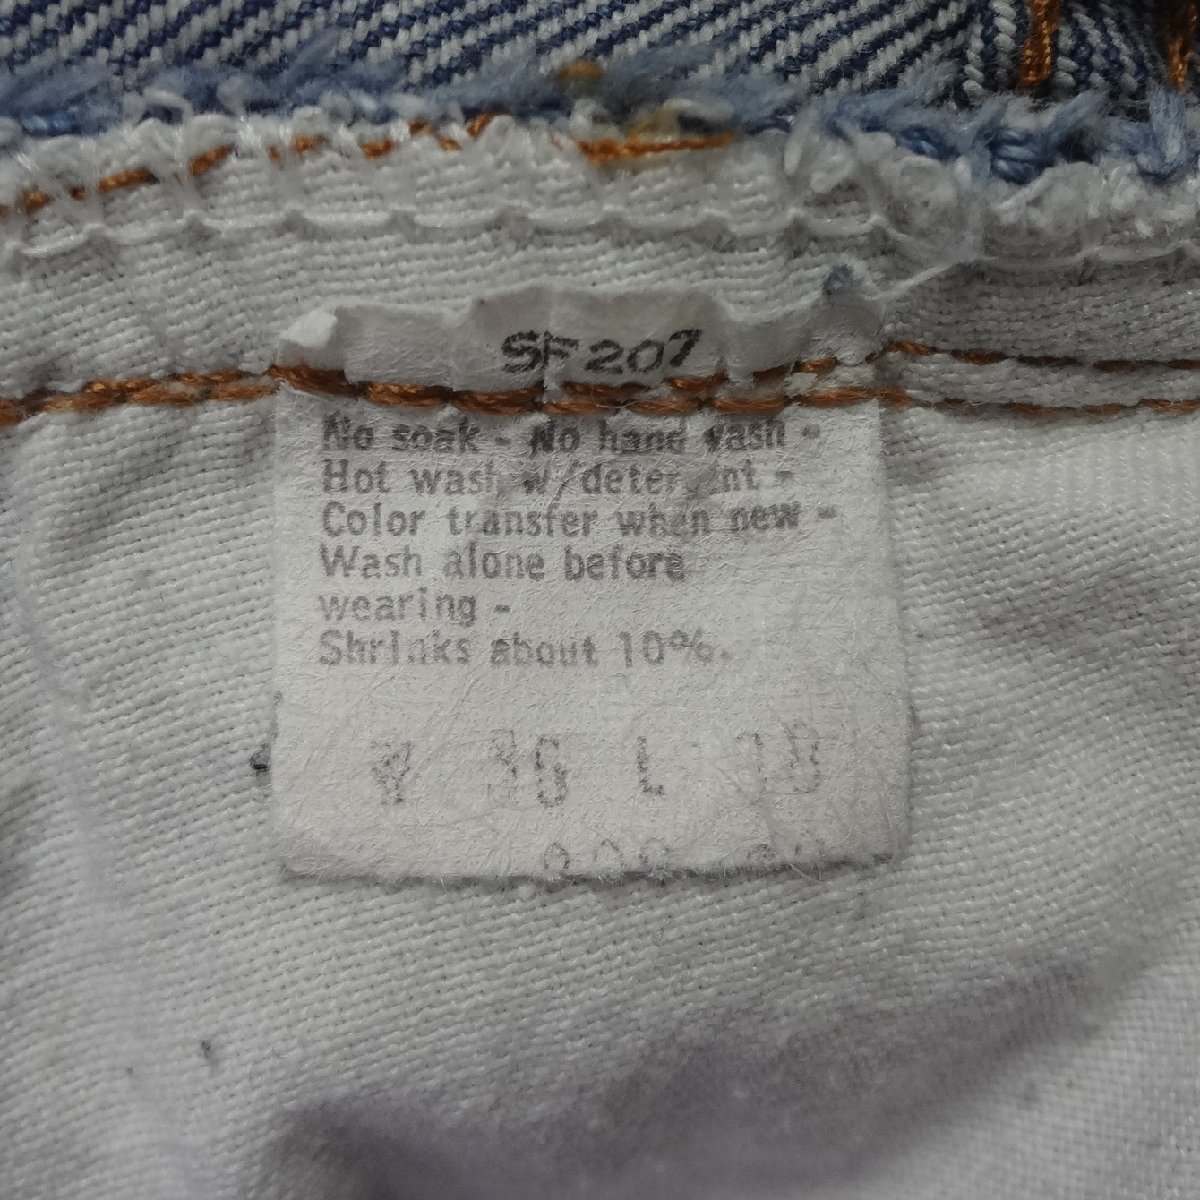 SF207
No soak - No hand wash -
Hot wash w/detergent -
Color transfer when new -
Wash alone before
wearing -
Shrinks about 10%.
W 36 L